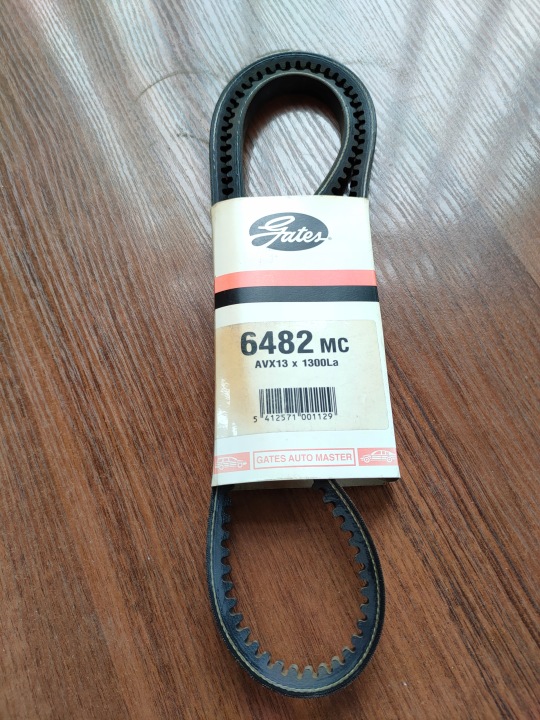 Gates
6482 MC
AVX13 x 1300La
5 412571 001129
GATES AUTO MASTER